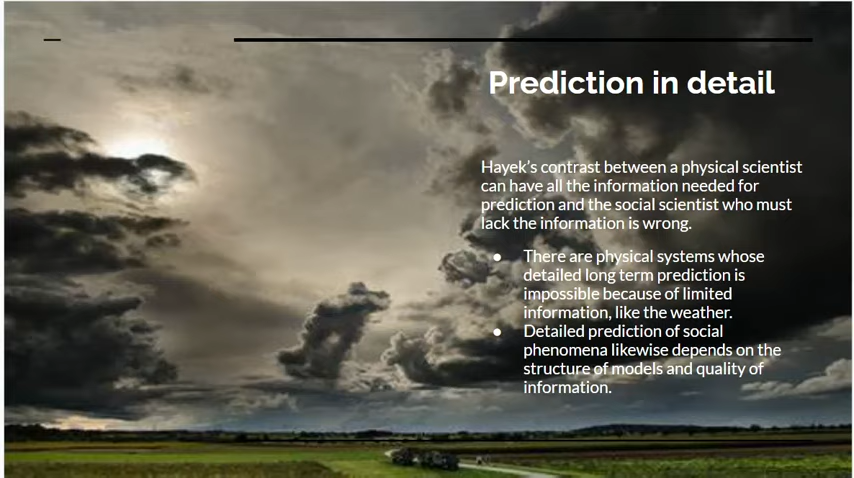 Prediction in detail
Hayek's contrast between a physical scientist
can have all the information needed for
prediction and the social scientist who must
lack the information is wrong.
● There are physical systems whose
detailed long term prediction is
impossible because of limited
information, like the weather.
● Detailed prediction of social
phenomena likewise depends on the
structure of models and quality of
information.